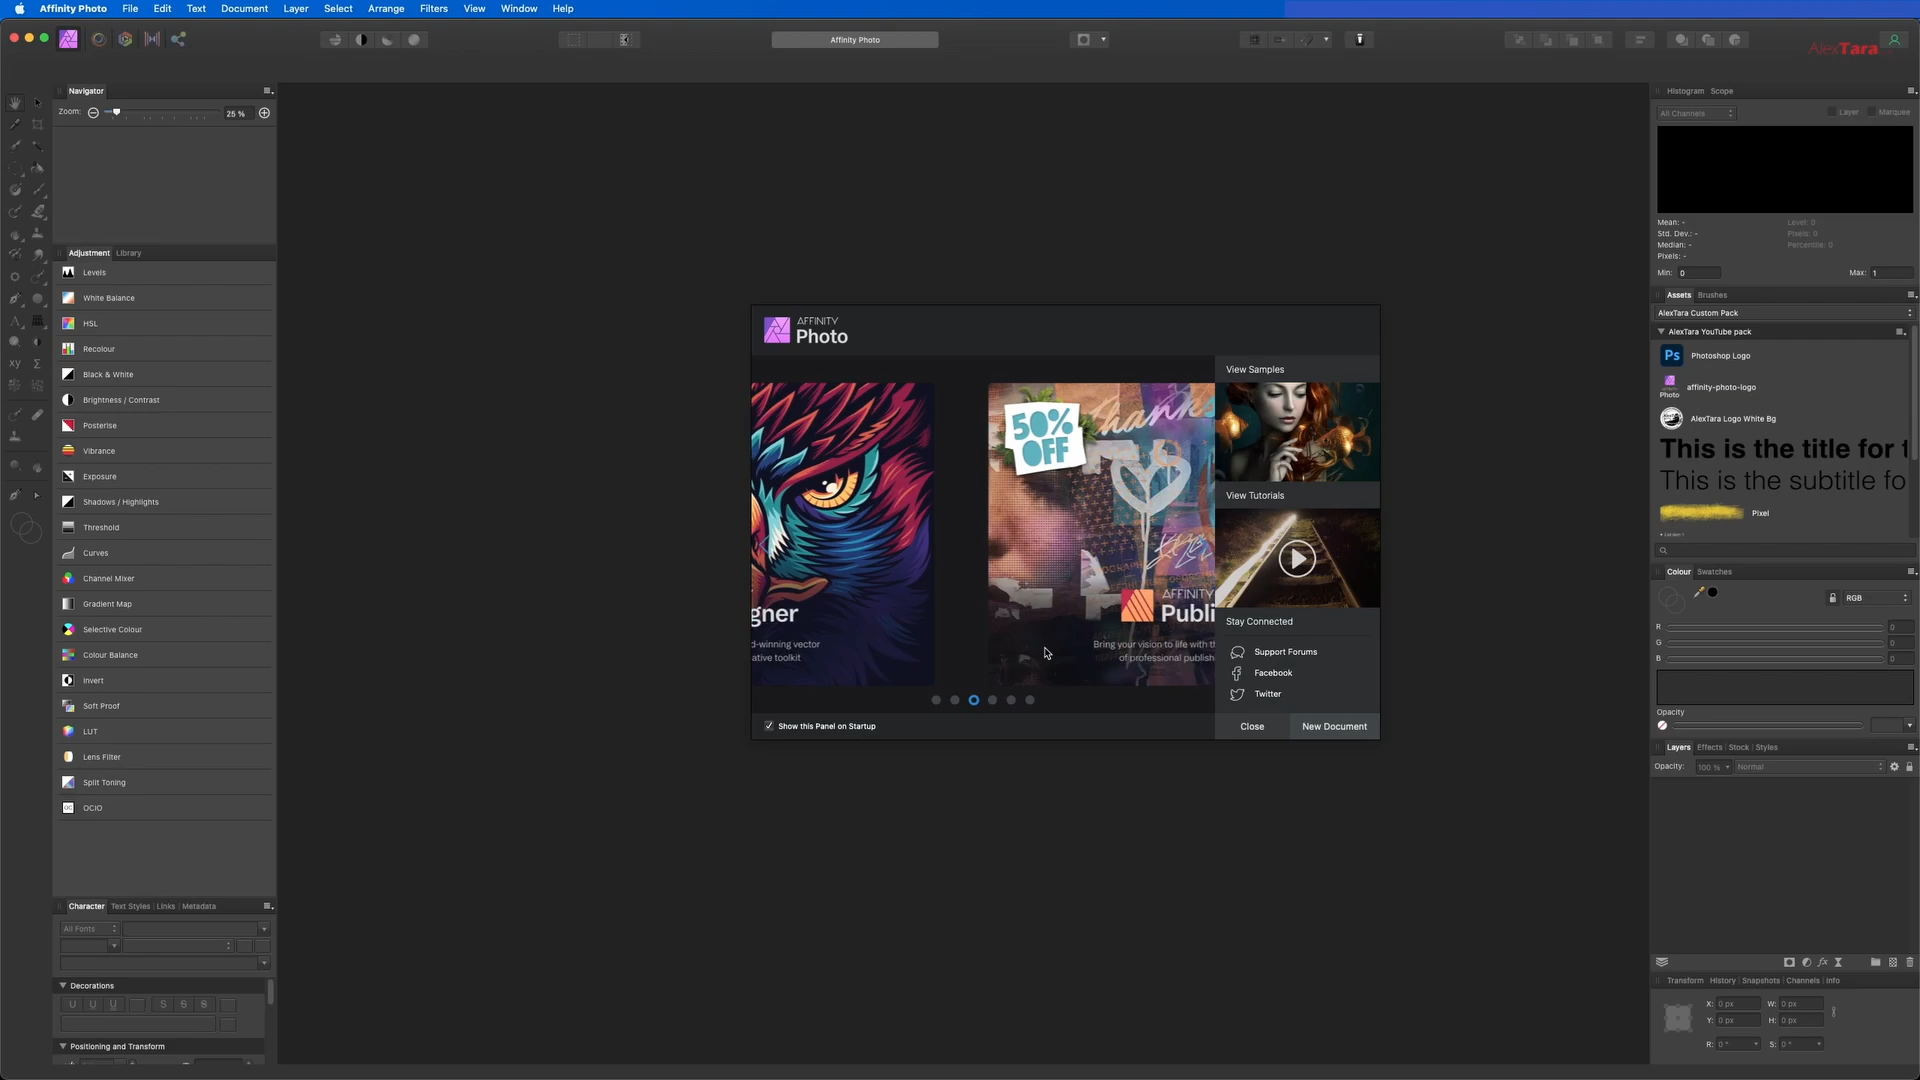 Affinity Photo File Edit Text Document Layer Select Arrange Filters View Window Help
Affinity Photo
AlexTara
Navigator
Zoom: 25 %
Adjustment Library
Levels
White Balance
HSL
Recolour
Black & White
Brightness / Contrast
Posterise
Vibrance
Exposure
Shadows / Highlights
Threshold
Curves
Channel Mixer
Gradient Map
Selective Colour
Colour Balance
Invert
Soft Proof
LUT
Lens Filter
Split Toning
OCIO
Character Text Styles Links Metadata
All Fonts
Decorations
U U U S S S
Positioning and Transform
AFFINITY
Photo
50%
OFF
Thanks
gner
d-winning vector
ative toolkit
AFFINITY
Publi
Bring your vision to life with th
of professional publish
Show this Panel on Startup
View Samples
View Tutorials
Stay Connected
Support Forums
Facebook
Twitter
Close New Document
Histogram Scope
All Channels Layer Marquee
Mean: - Level: 0
Std. Dev.: - Pixels: 0
Median: - Percentile: 0
Pixels: -
Min: 0 Max: 1
Assets Brushes
AlexTara Custom Pack
AlexTara YouTube pack
Ps Photoshop Logo
Photo affinity-photo-logo
AlexTara Logo White Bg
This is the title for t
This is the subtitle fo
Pixel
Colour Swatches
RGB
R 0
G 0
B 0
Opacity
Layers Effects Stock Styles
Opacity: 100 % Normal
fx
Transform History Snapshots Channels Info
X: 0 px W: 0 px
Y: 0 px H: 0 px
R: 0 ° S: 0 °